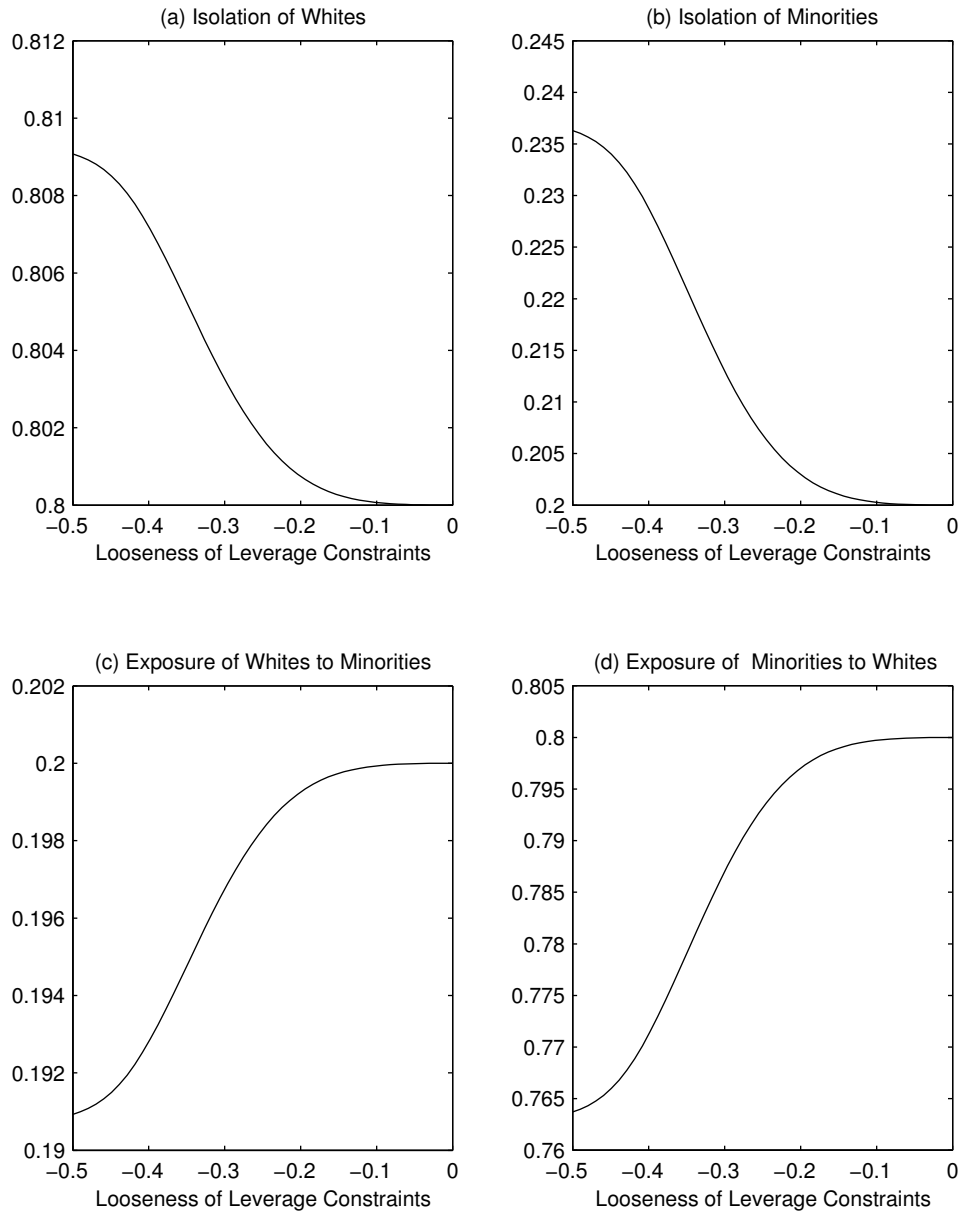 (a) Isolation of Whites
0.812
0.81
0.808
0.806
0.804
0.802
0.8
−0.5 −0.4 −0.3 −0.2 −0.1 0
Looseness of Leverage Constraints
(b) Isolation of Minorities
0.245
0.24
0.235
0.23
0.225
0.22
0.215
0.21
0.205
0.2
−0.5 −0.4 −0.3 −0.2 −0.1 0
Looseness of Leverage Constraints
(c) Exposure of Whites to Minorities
0.202
0.2
0.198
0.196
0.194
0.192
0.19
−0.5 −0.4 −0.3 −0.2 −0.1 0
Looseness of Leverage Constraints
(d) Exposure of Minorities to Whites
0.805
0.8
0.795
0.79
0.785
0.78
0.775
0.77
0.765
0.76
−0.5 −0.4 −0.3 −0.2 −0.1 0
Looseness of Leverage Constraints